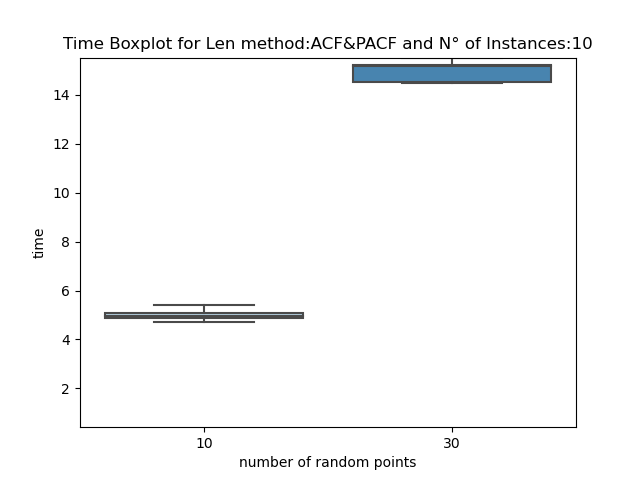 Time Boxplot for Len method:ACF&PACF and N° of Instances:10
14
12
10
8
6
4
2
time
10 30
number of random points